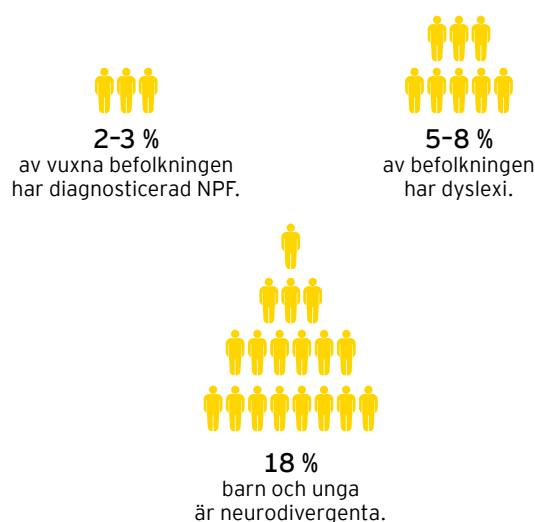 2–3 %
av vuxna befolkningen
har diagnosticerad NPF.
5–8 %
av befolkningen
har dyslexi.
18 %
barn och unga
är neurodivergenta.